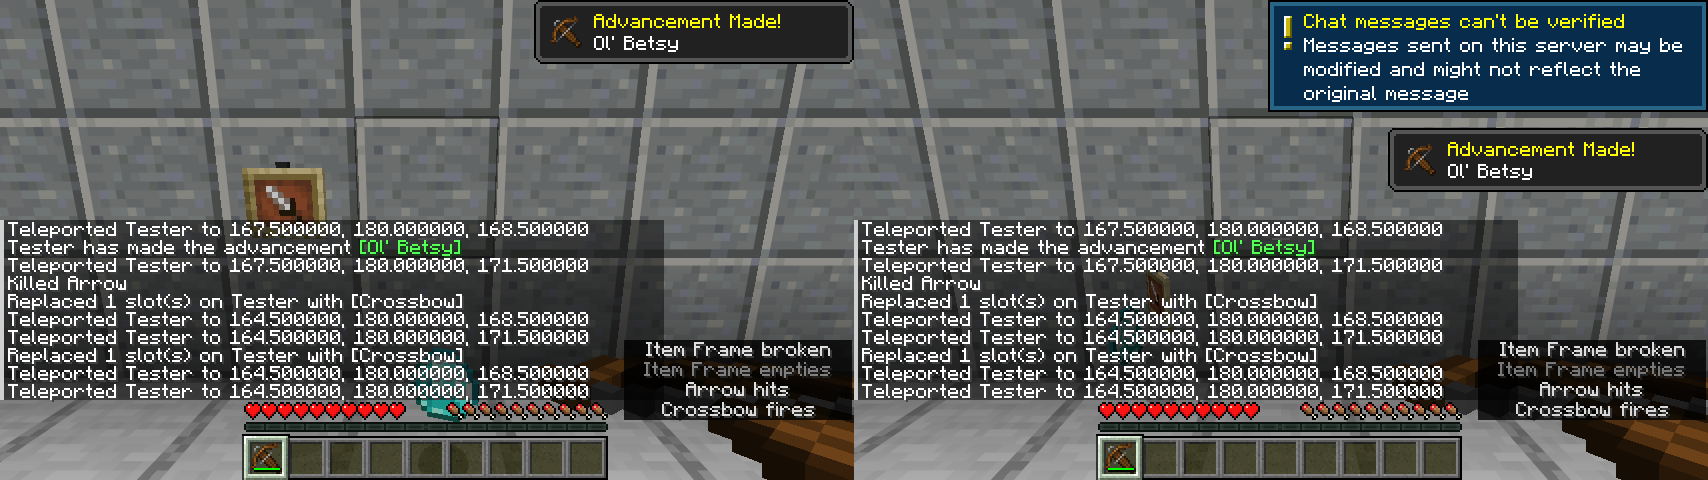 Advancement Made!
Ol' Betsy
Teleported Tester to 167.500000, 180.000000, 168.500000
Tester has made the advancement [Ol' Betsy]
Teleported Tester to 167.500000, 180.000000, 171.500000
Killed Arrow
Replaced 1 slot(s) on Tester with [Crossbow]
Teleported Tester to 164.500000, 180.000000, 168.500000
Teleported Tester to 164.500000, 180.000000, 171.500000
Replaced 1 slot(s) on Tester with [Crossbow]
Teleported Tester to 164.500000, 180.000000, 168.500000
Teleported Tester to 164.500000, 180.000000, 171.500000
Item Frame broken
Item Frame empties
Arrow hits
Crossbow fires
Chat messages can't be verified
Messages sent on this server may be
modified and might not reflect the
original message
Advancement Made!
Ol' Betsy
Teleported Tester to 167.500000, 180.000000, 168.500000
Tester has made the advancement [Ol' Betsy]
Teleported Tester to 167.500000, 180.000000, 171.500000
Killed Arrow
Replaced 1 slot(s) on Tester with [Crossbow]
Teleported Tester to 164.500000, 180.000000, 168.500000
Teleported Tester to 164.500000, 180.000000, 171.500000
Replaced 1 slot(s) on Tester with [Crossbow]
Teleported Tester to 164.500000, 180.000000, 168.500000
Teleported Tester to 164.500000, 180.000000, 171.500000
Item Frame broken
Item Frame empties
Arrow hits
Crossbow fires